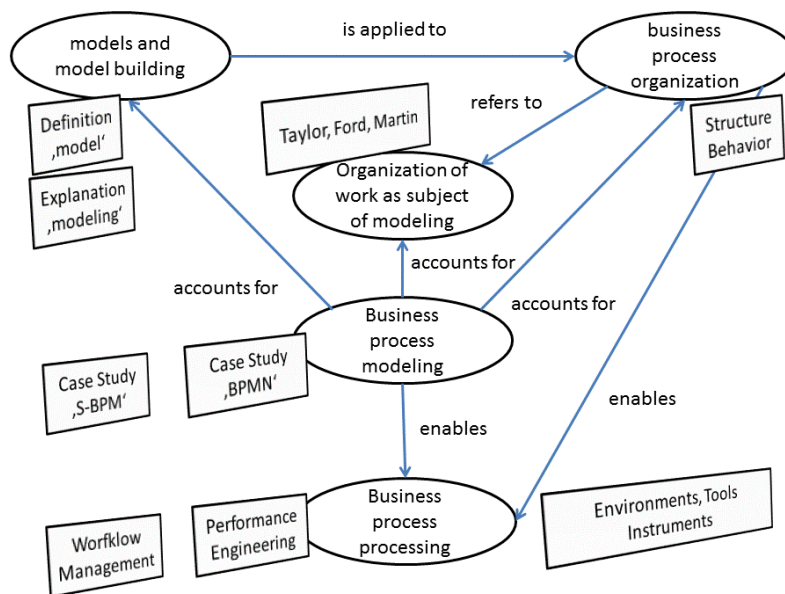 models and
model building
is applied to
business
process
organization
Definition
‚model‘
Explanation
‚modeling‘
Taylor, Ford, Martin
refers to
Structure
Behavior
Organization of
work as subject
of modeling
accounts for
accounts for
accounts for
Business
process
modeling
Case Study
‚S-BPM‘
Case Study
‚BPMN‘
enables
enables
Worfklow
Management
Performance
Engineering
Business
process
processing
Environments, Tools
Instruments